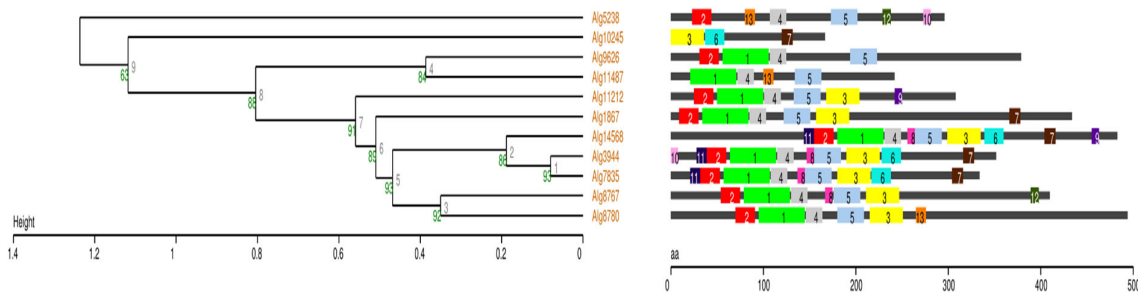 Alg5238 2 13 4 5 12 10
Alg10245 3 6 7
9
63
Alg9626 2 1 4 5
4
84
Alg11487 1 4 13 5
8
88
Alg11212 2 1 4 5 3 9
7
91
Alg1867 2 1 4 5 3 7
6
89
Alg14568 11 2 1 4 8 5 3 6 7 9
2
86
Alg3944 10 11 2 1 4 8 5 3 6 7
1
93
Alg7835 11 2 1 4 8 5 3 6 7
5
93
Alg8767 2 1 4 8 5 3 12
3
92
Alg8780 2 1 4 5 3 13
Height
1.4 1 0.8 0.6 0.4 0.2 0
aa
0 100 200 300 400 500